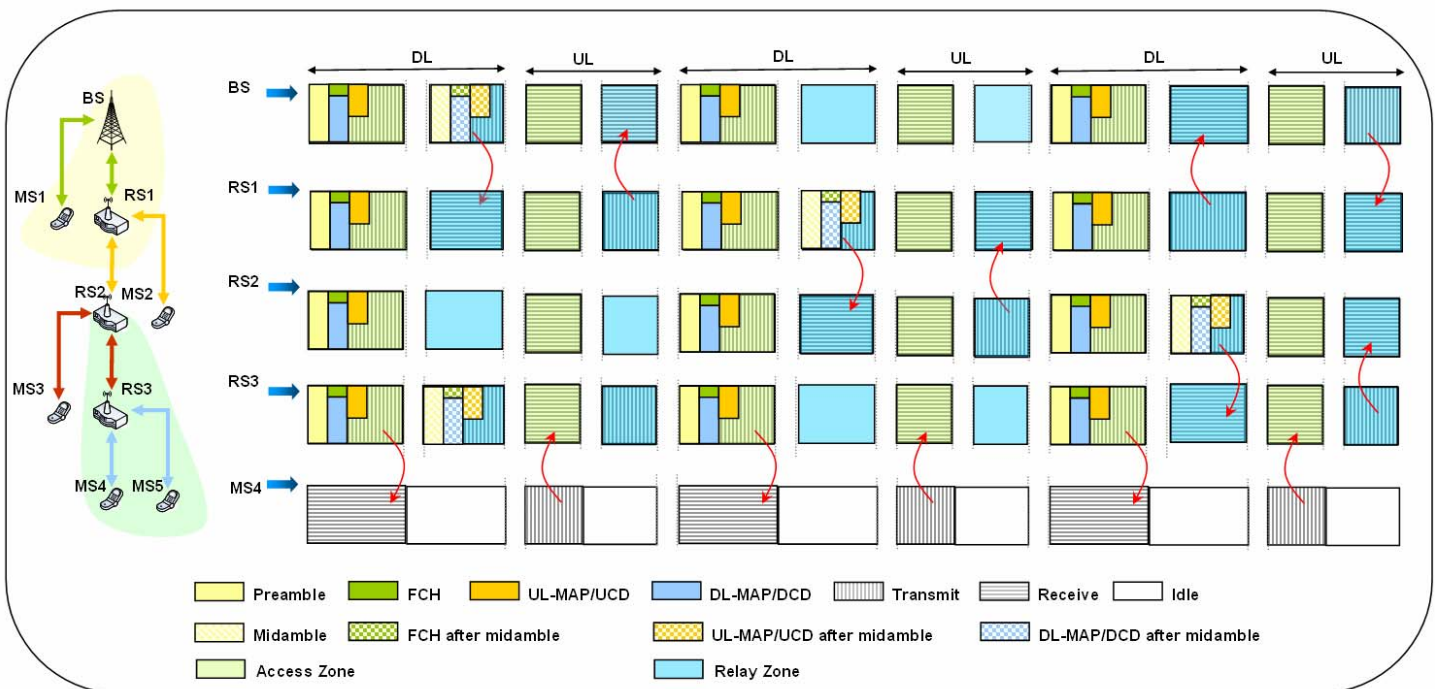 DL UL DL UL DL UL
BS
RS1
RS2
RS3
MS4
BS
MS1 RS1
RS2 MS2
MS3 RS3
MS4 MS5
Preamble FCH UL-MAP/UCD DL-MAP/DCD Transmit Receive Idle
Midamble FCH after midamble UL-MAP/UCD after midamble DL-MAP/DCD after midamble
Access Zone Relay Zone